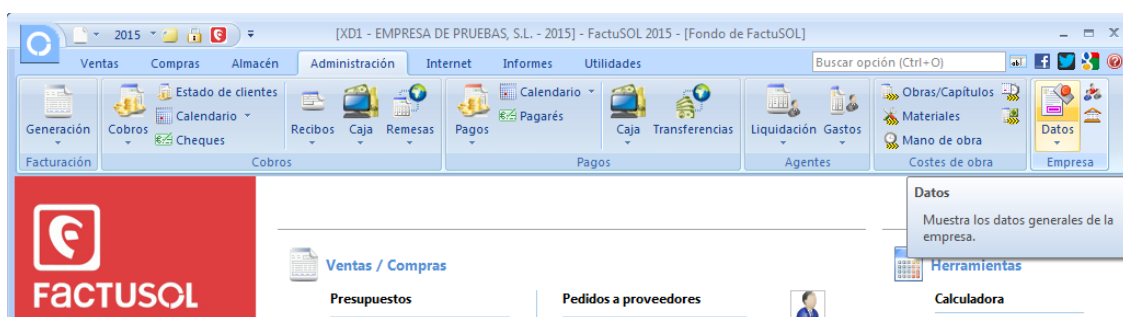 2015
[XD1 - EMPRESA DE PRUEBAS, S.L. - 2015] - FactuSOL 2015 - [Fondo de FactuSOL]
Ventas Compras Almacén Administración Internet Informes Utilidades Buscar opción (Ctrl+O)
Estado de clientes Calendario Obras/Capítulos
Calendario Pagarés Materiales
Generación Cobros Cheques Recibos Caja Remesas Pagos Caja Transferencias Liquidación Gastos Mano de obra Datos
Facturación Cobros Pagos Agentes Costes de obra Empresa
Datos
Muestra los datos generales de la
empresa.
FACTUSOL
Ventas / Compras Herramientas
Presupuestos Pedidos a proveedores Calculadora